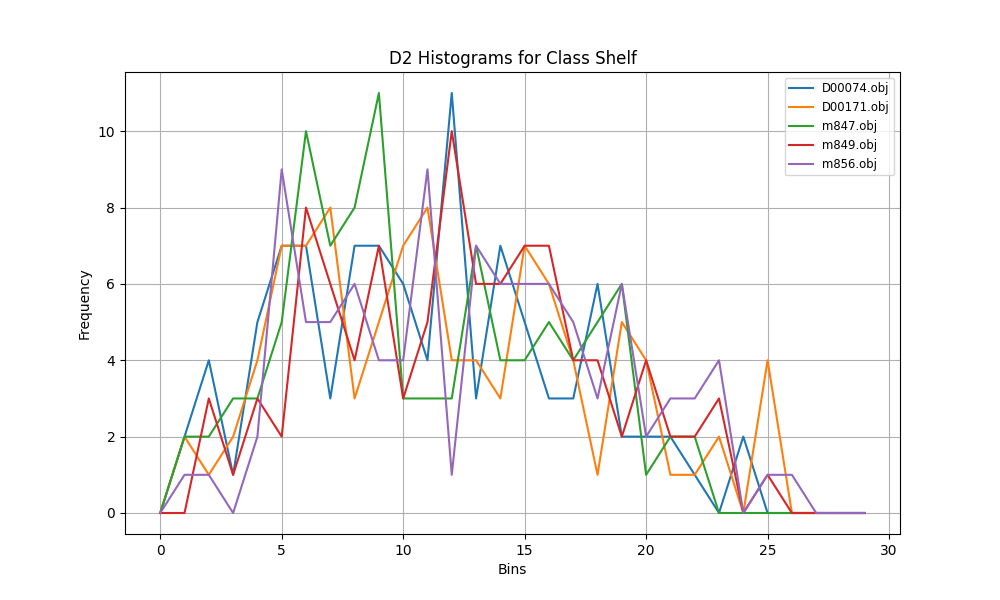 D2 Histograms for Class Shelf
D00074.obj
D00171.obj
m847.obj
m849.obj
m856.obj
Frequency
10
8
6
4
2
0
0 5 10 15 20 25 30
Bins